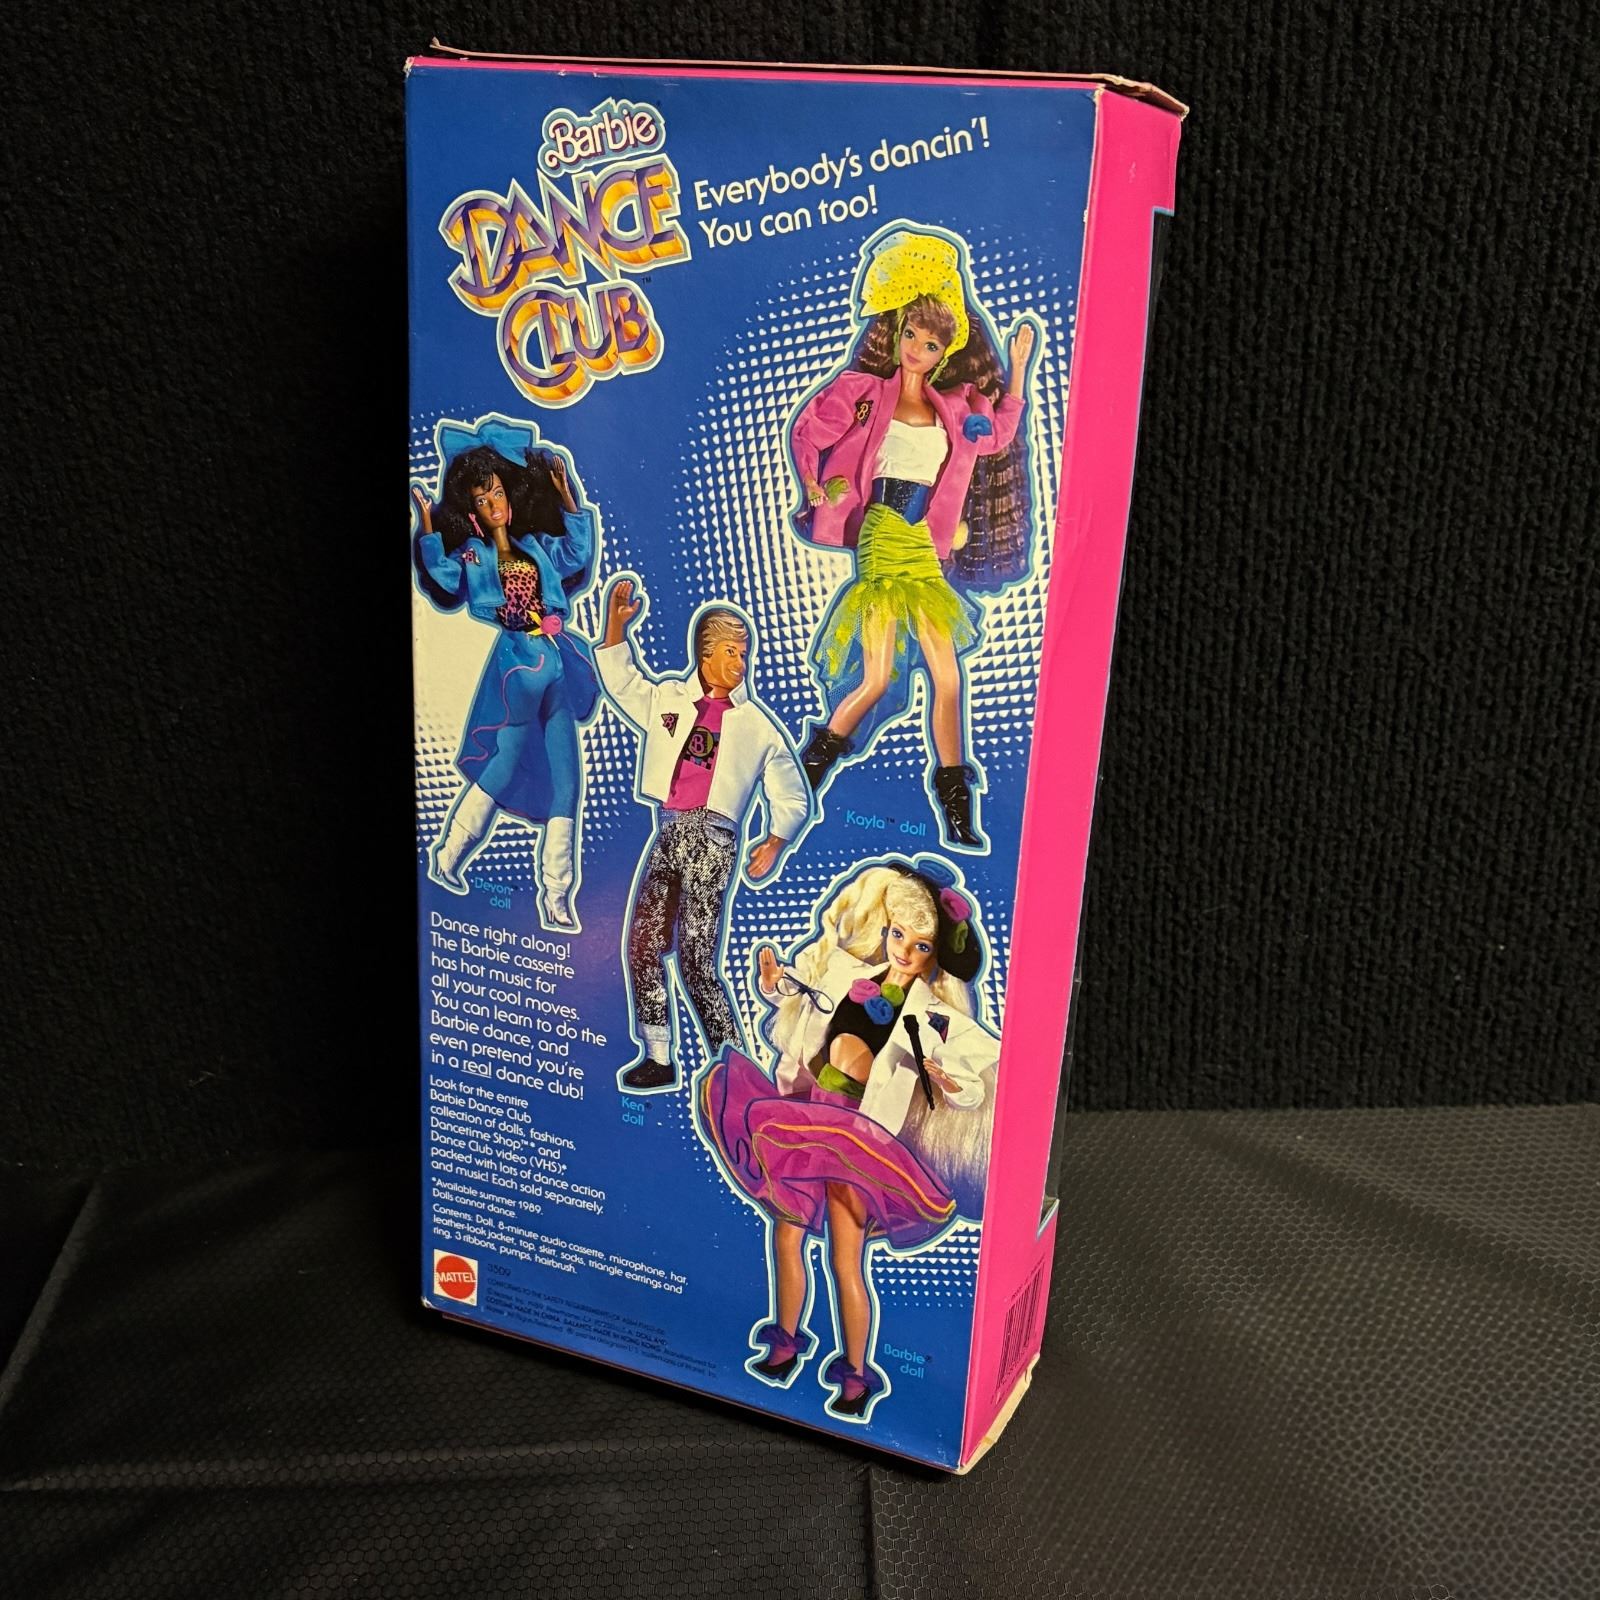 Barbie
DANCE
CLUB™
Everybody's dancin'!
You can too!
Kayla™ doll
Devon™
doll
Dance right along!
The Barbie cassette
has hot music for
all your cool moves.
You can learn to do the
Barbie dance, and
even pretend you're
in a real dance club!
Ken®
doll
Look for the entire
Barbie Dance Club
collection of dolls, fashions,
Dancetime Shop,™* and
Dance Club video (VHS)*
packed with lots of dance action
and music! Each sold separately.
*Available summer 1989.
Dolls cannot dance.
Contents: Doll, 8-minute audio cassette, microphone, hat,
leather-look jacket, top, skirt, socks, triangle earrings and
ring, 3 ribbons, pumps, hairbrush.
MATTEL
3509
Barbie®
doll